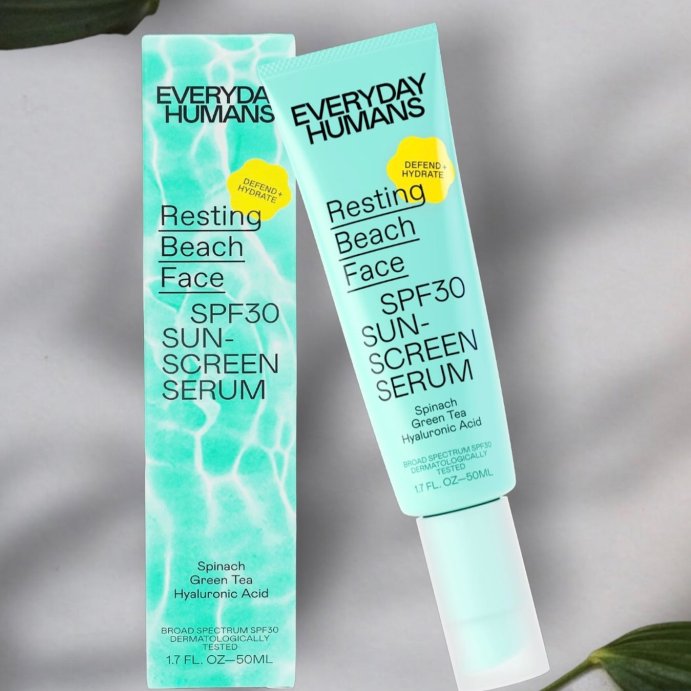 EVERYDA
HUMANS
DEFEND+
HYDRATE
Resting
Beach
Face
SPF30
SUN-
SCREEN
SERUM
Spinach
Green Tea
Hyaluronic Acid
BROAD SPECTRUM SPF30
DERMATOLOGICALLY
TESTED
1.7 FL. OZ—50ML
EVERYDAY
HUMANS
DEFEND+
HYDRATE
Resting
Beach
Face
SPF30
SUN-
SCREEN
SERUM
Spinach
Green Tea
Hyaluronic Acid
BROAD SPECTRUM SPF30
DERMATOLOGICALLY
TESTED
1.7 FL. OZ—50ML